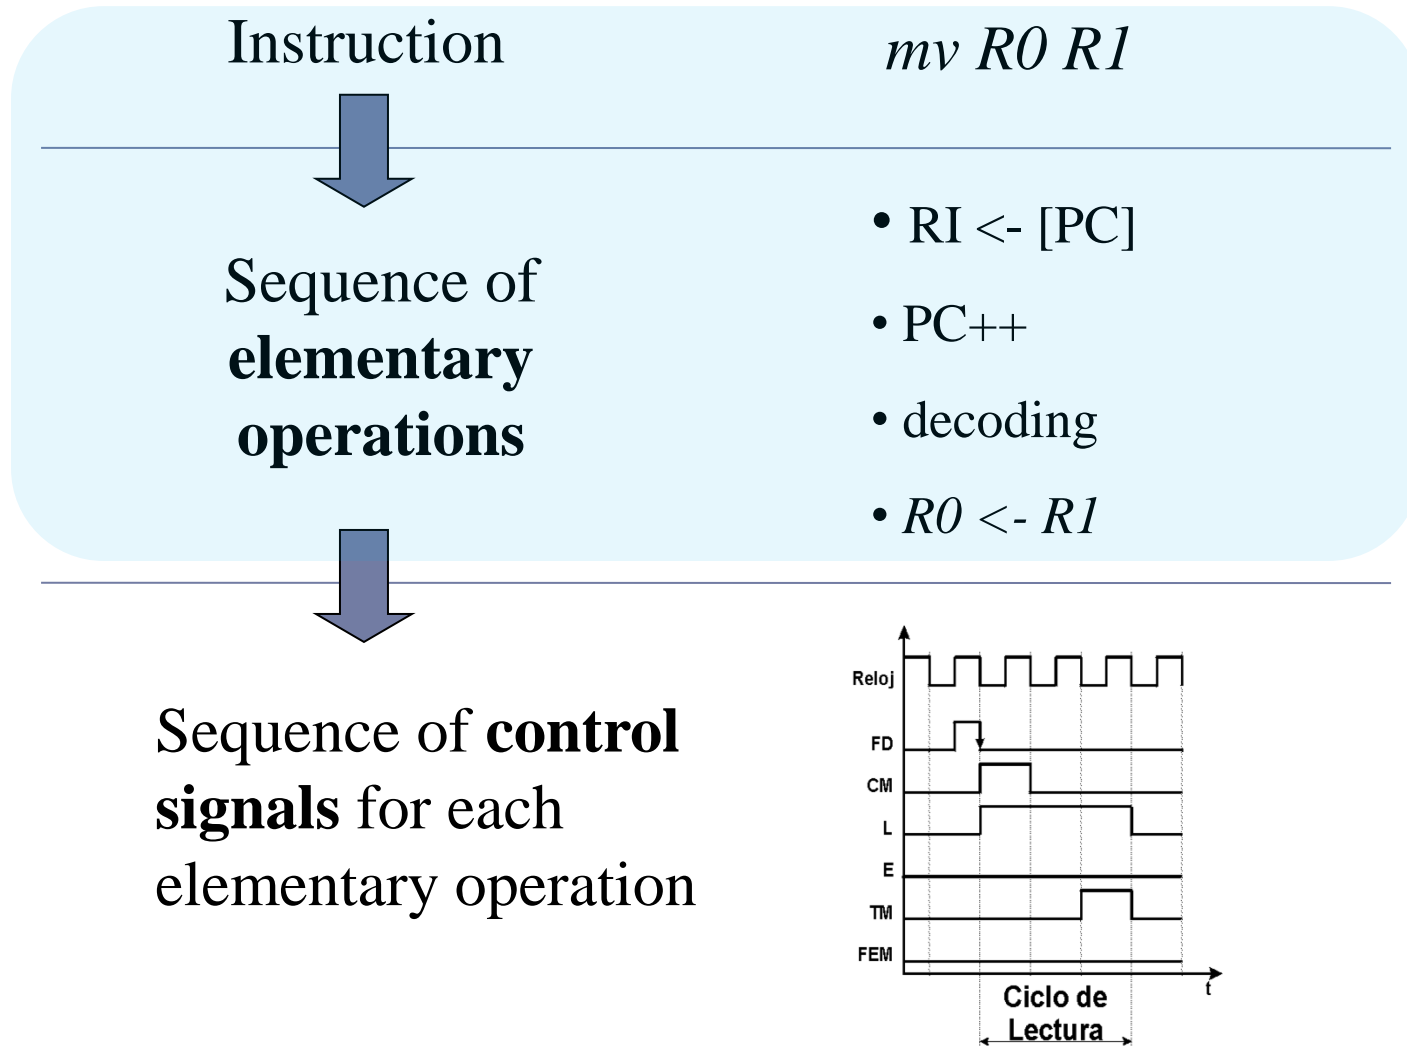 Instruction
mv R0 R1
Sequence of
elementary
operations
• RI <- [PC]
• PC++
• decoding
• R0 <- R1
Sequence of control
signals for each
elementary operation
Reloj
FD
CM
L
E
TM
FEM
t
Ciclo de
Lectura